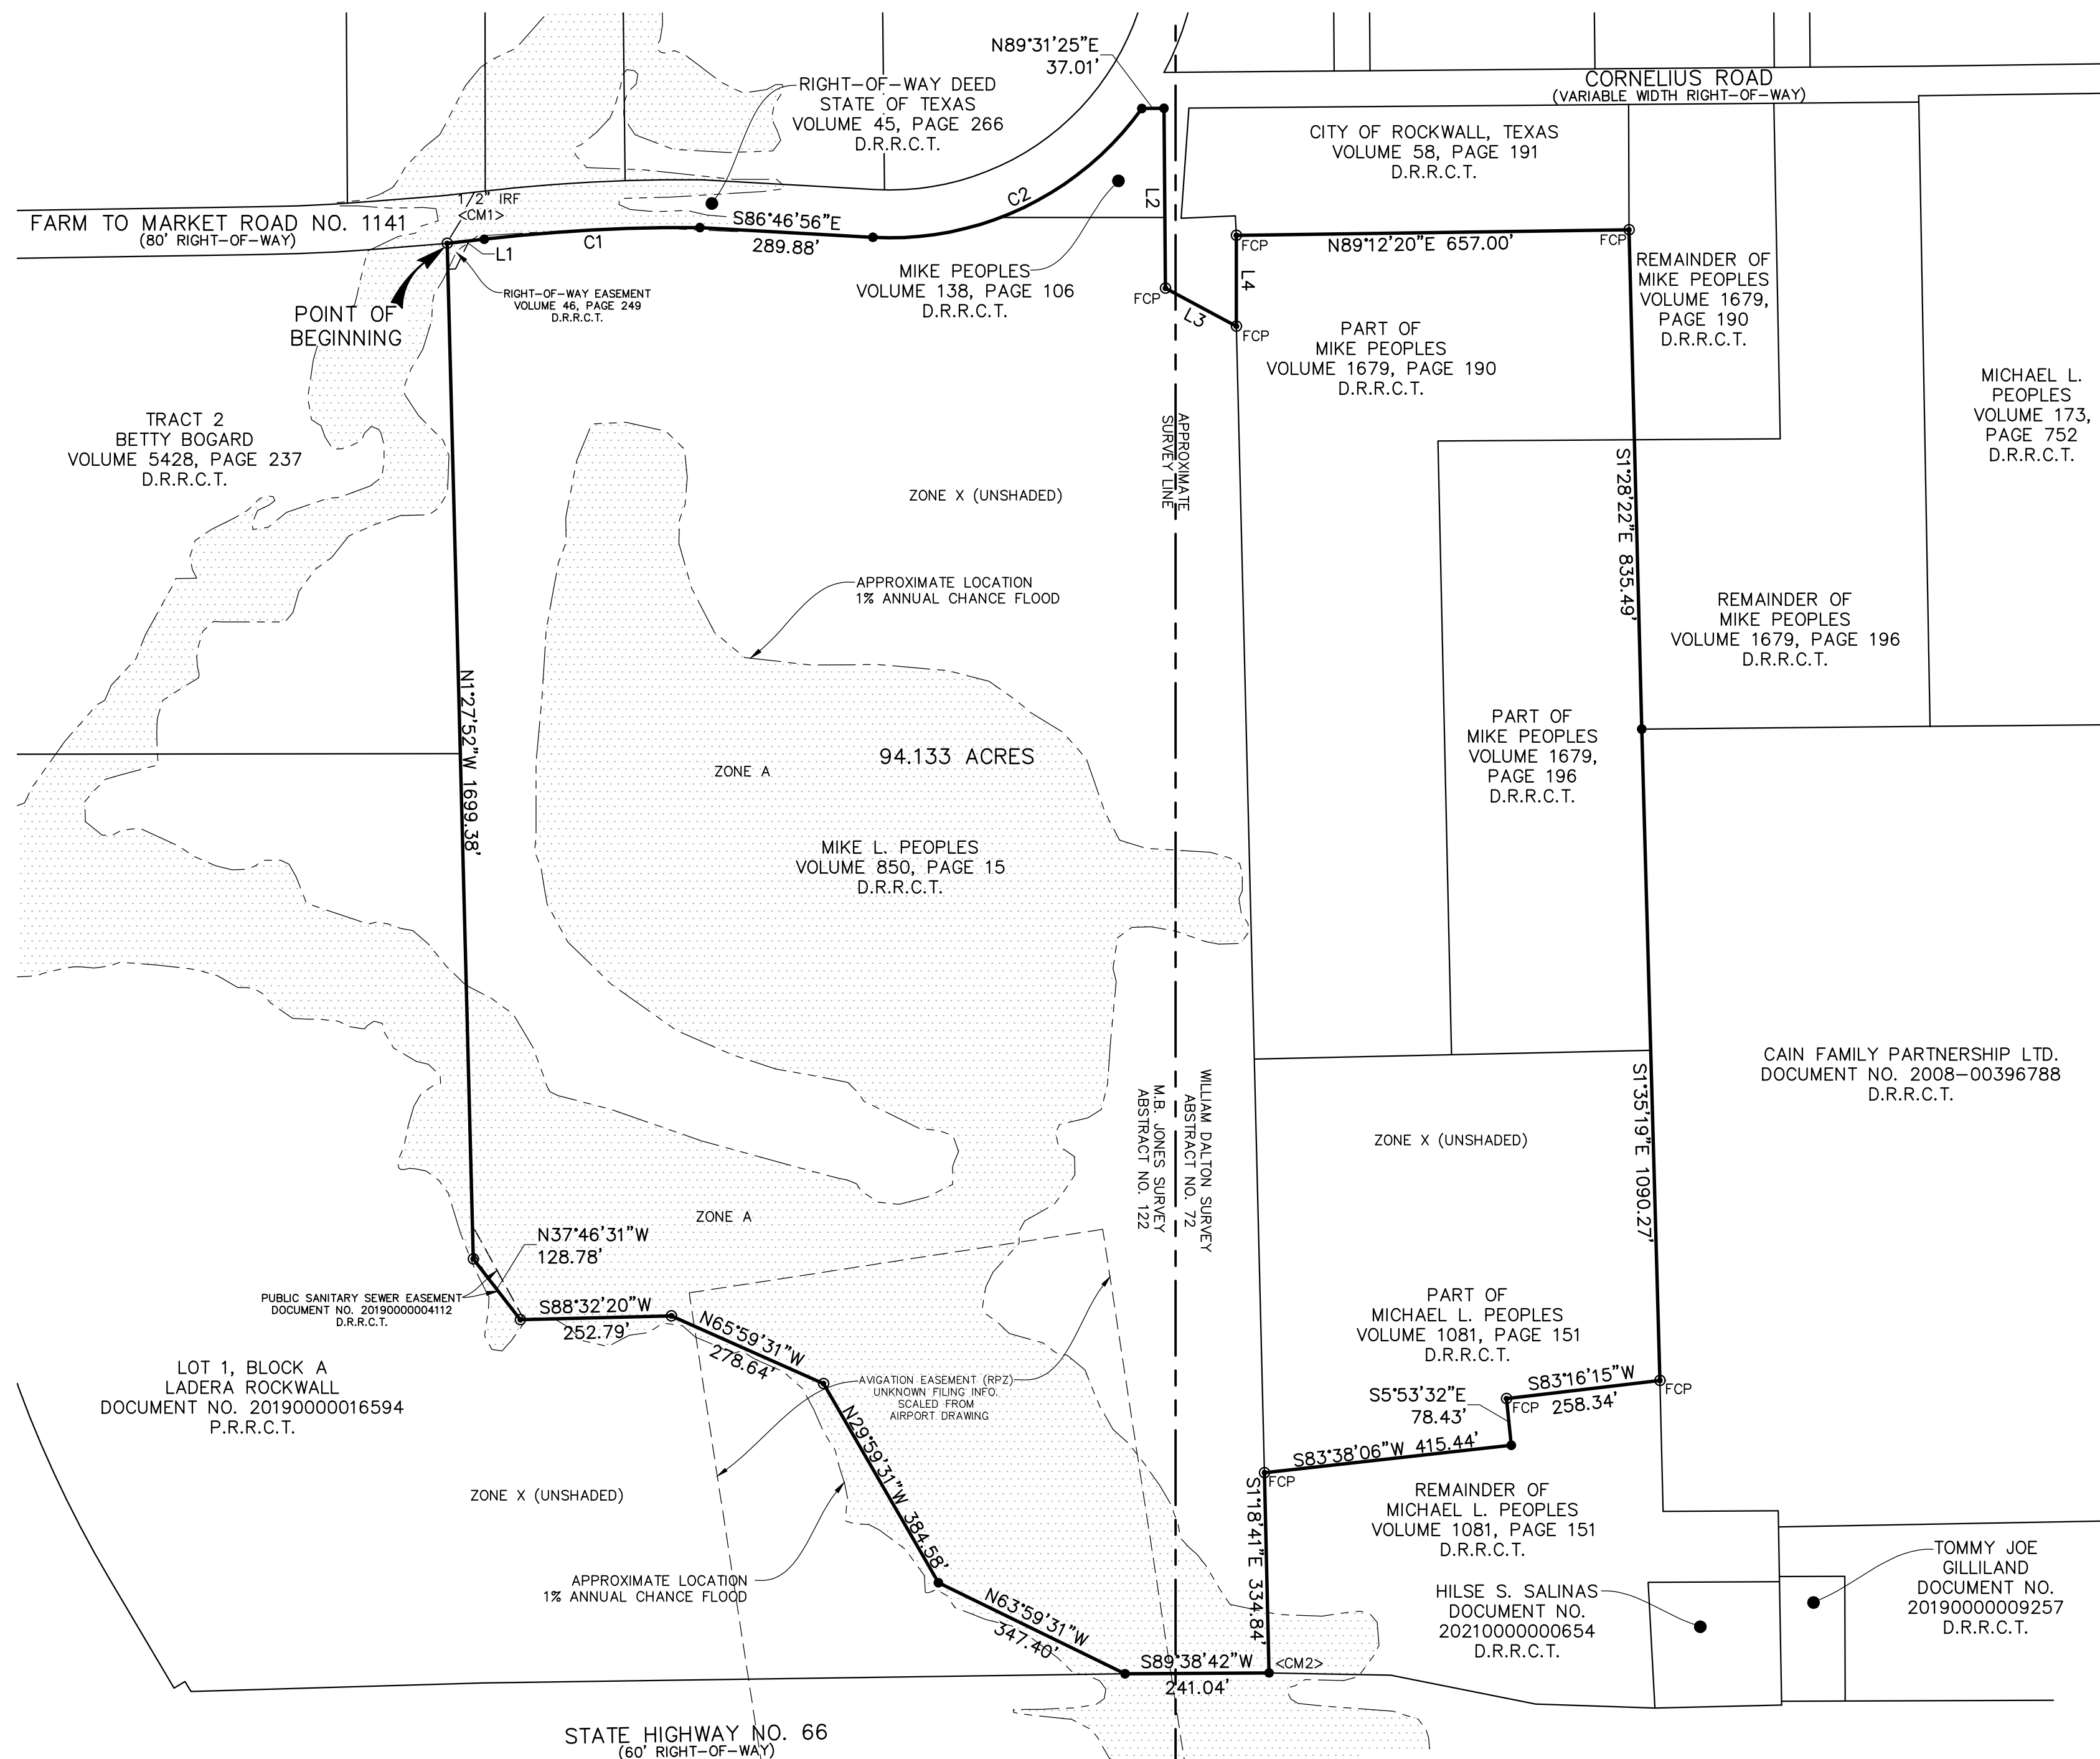 N89°31'25"E
37.01'
RIGHT-OF-WAY DEED
STATE OF TEXAS
VOLUME 45, PAGE 266
D.R.R.C.T.
CORNELIUS ROAD
(VARIABLE WIDTH RIGHT-OF-WAY)
CITY OF ROCKWALL, TEXAS
VOLUME 58, PAGE 191
D.R.R.C.T.
FARM TO MARKET ROAD NO. 1141
(80' RIGHT-OF-WAY)
1/2" IRF
<CM1>
L1
C1
S86°46'56"E
289.88'
C2
L2
POINT OF
BEGINNING
RIGHT-OF-WAY EASEMENT
VOLUME 46, PAGE 249
D.R.R.C.T.
MIKE PEOPLES
VOLUME 138, PAGE 106
D.R.R.C.T.
FCP
L3
L4
FCP
FCP
N89°12'20"E 657.00'
FCP
REMAINDER OF
MIKE PEOPLES
VOLUME 1679,
PAGE 190
D.R.R.C.T.
PART OF
MIKE PEOPLES
VOLUME 1679, PAGE 190
D.R.R.C.T.
MICHAEL L.
PEOPLES
VOLUME 173,
PAGE 752
D.R.R.C.T.
TRACT 2
BETTY BOGARD
VOLUME 5428, PAGE 237
D.R.R.C.T.
ZONE X (UNSHADED)
APPROXIMATE
SURVEY LINE
S1°28'22"E 835.49'
APPROXIMATE LOCATION
1% ANNUAL CHANCE FLOOD
REMAINDER OF
MIKE PEOPLES
VOLUME 1679, PAGE 196
D.R.R.C.T.
N1°27'52"W 1699.38'
94.133 ACRES
ZONE A
PART OF
MIKE PEOPLES
VOLUME 1679,
PAGE 196
D.R.R.C.T.
MIKE L. PEOPLES
VOLUME 850, PAGE 15
D.R.R.C.T.
CAIN FAMILY PARTNERSHIP LTD.
DOCUMENT NO. 2008-00396788
D.R.R.C.T.
S1°35'19"E 1090.27'
WILLIAM DALTON SURVEY
ABSTRACT NO. 72
M.B. JONES SURVEY
ABSTRACT NO. 122
ZONE X (UNSHADED)
ZONE A
N37°46'31"W
128.78'
PUBLIC SANITARY SEWER EASEMENT
DOCUMENT NO. 20190000004112
D.R.R.C.T.
S88°32'20"W
252.79'
N65°59'31"W
278.64'
PART OF
MICHAEL L. PEOPLES
VOLUME 1081, PAGE 151
D.R.R.C.T.
LOT 1, BLOCK A
LADERA ROCKWALL
DOCUMENT NO. 20190000016594
P.R.R.C.T.
AVIGATION EASEMENT (RPZ)
UNKNOWN FILING INFO.
SCALED FROM
AIRPORT DRAWING
S83°16'15"W
258.34'
FCP
S5°53'32"E
78.43'
FCP
S83°38'06"W 415.44'
FCP
N29°59'31"W 384.58'
ZONE X (UNSHADED)
S1°18'41"E 334.84'
REMAINDER OF
MICHAEL L. PEOPLES
VOLUME 1081, PAGE 151
D.R.R.C.T.
APPROXIMATE LOCATION
1% ANNUAL CHANCE FLOOD
N63°59'31"W
347.40'
HILSE S. SALINAS
DOCUMENT NO.
20210000000654
D.R.R.C.T.
TOMMY JOE
GILLILAND
DOCUMENT NO.
20190000009257
D.R.R.C.T.
S89°38'42"W
241.04'
<CM2>
STATE HIGHWAY NO. 66
(60' RIGHT-OF-WAY)